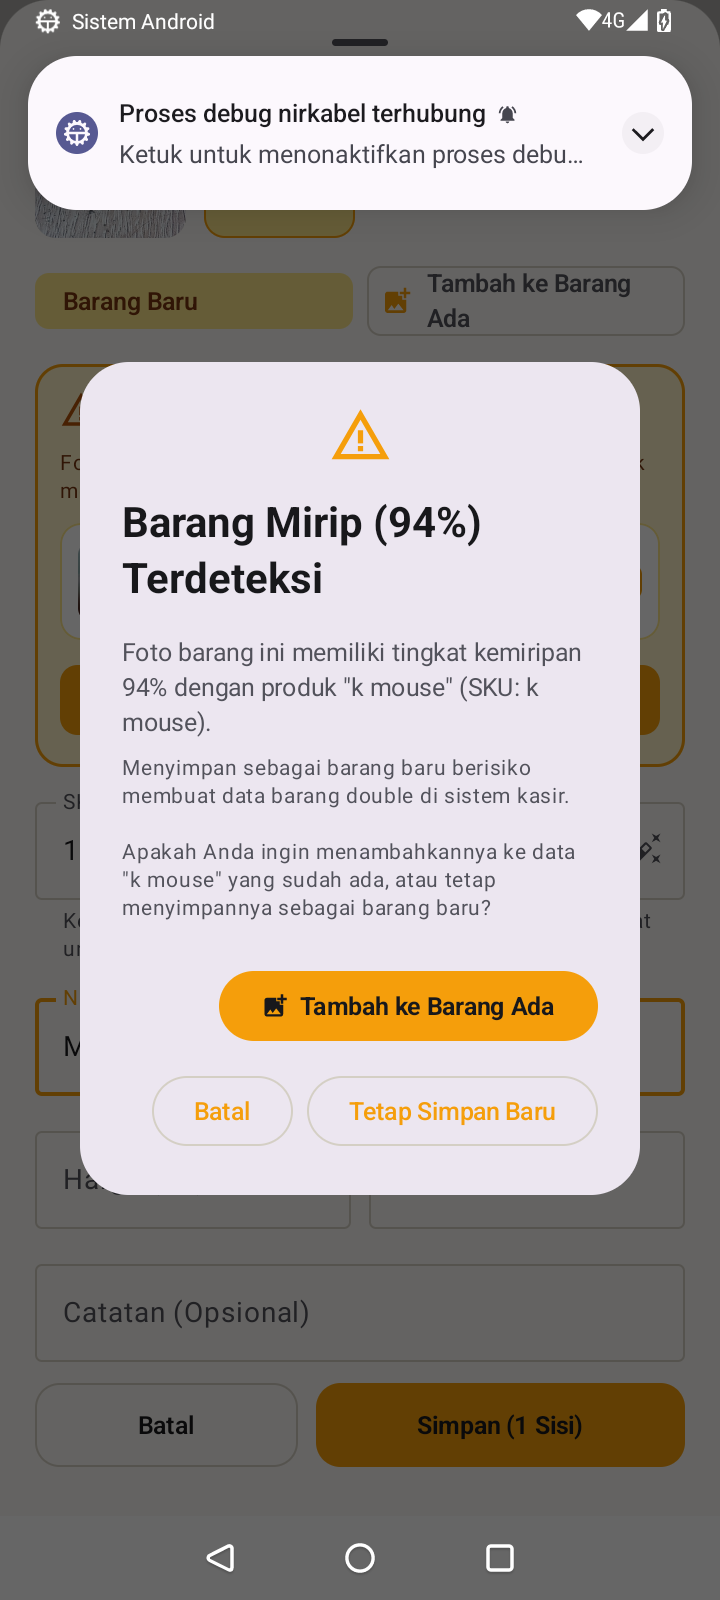 Sistem Android
4G
Proses debug nirkabel terhubung
Ketuk untuk menonaktifkan proses debu...
Barang Baru
Tambah ke Barang
Ada
Barang Mirip (94%)
Terdeteksi
Foto barang ini memiliki tingkat kemiripan
94% dengan produk "k mouse" (SKU: k
mouse).
Menyimpan sebagai barang baru berisiko
membuat data barang double di sistem kasir.
Apakah Anda ingin menambahkannya ke data
"k mouse" yang sudah ada, atau tetap
menyimpannya sebagai barang baru?
Tambah ke Barang Ada
Batal
Tetap Simpan Baru
Catatan (Opsional)
Batal
Simpan (1 Sisi)